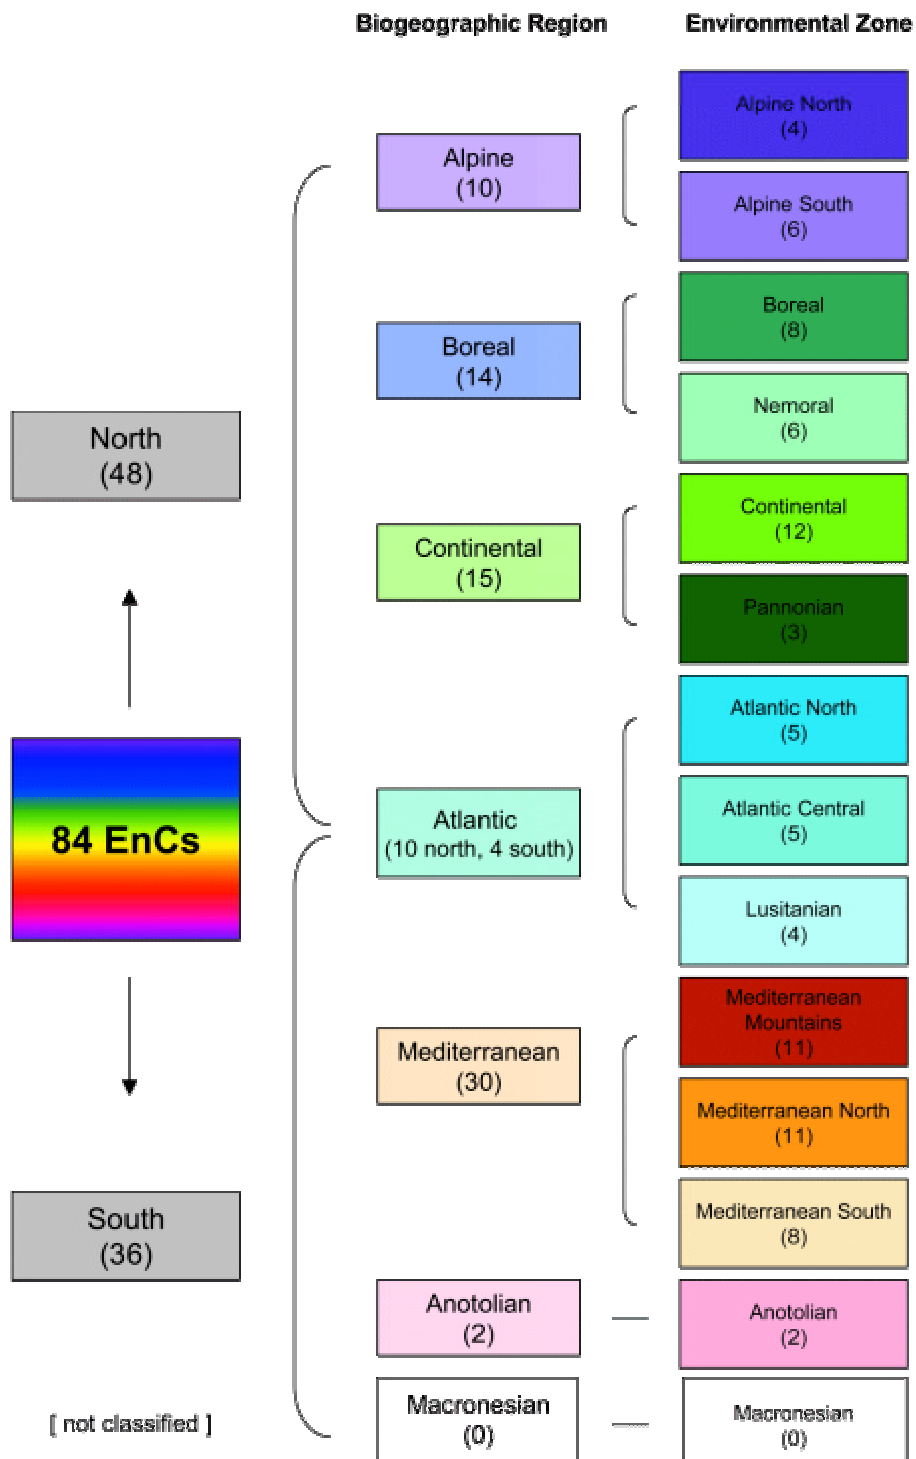 Biogeographic Region
Environmental Zone
Alpine North
(4)
Alpine
(10)
Alpine South
(6)
Boreal
(8)
Boreal
(14)
Nemoral
(6)
North
(48)
Continental
(12)
Continental
(15)
Pannonian
(3)
Atlantic North
(5)
84 EnCs
Atlantic
(10 north, 4 south)
Atlantic Central
(5)
Lusitanian
(4)
Mediterranean
Mountains
(11)
Mediterranean
(30)
Mediterranean North
(11)
South
(36)
Mediterranean South
(8)
Anotolian
(2)
Anotolian
(2)
[ not classified ]
Macronesian
(0)
Macronesian
(0)